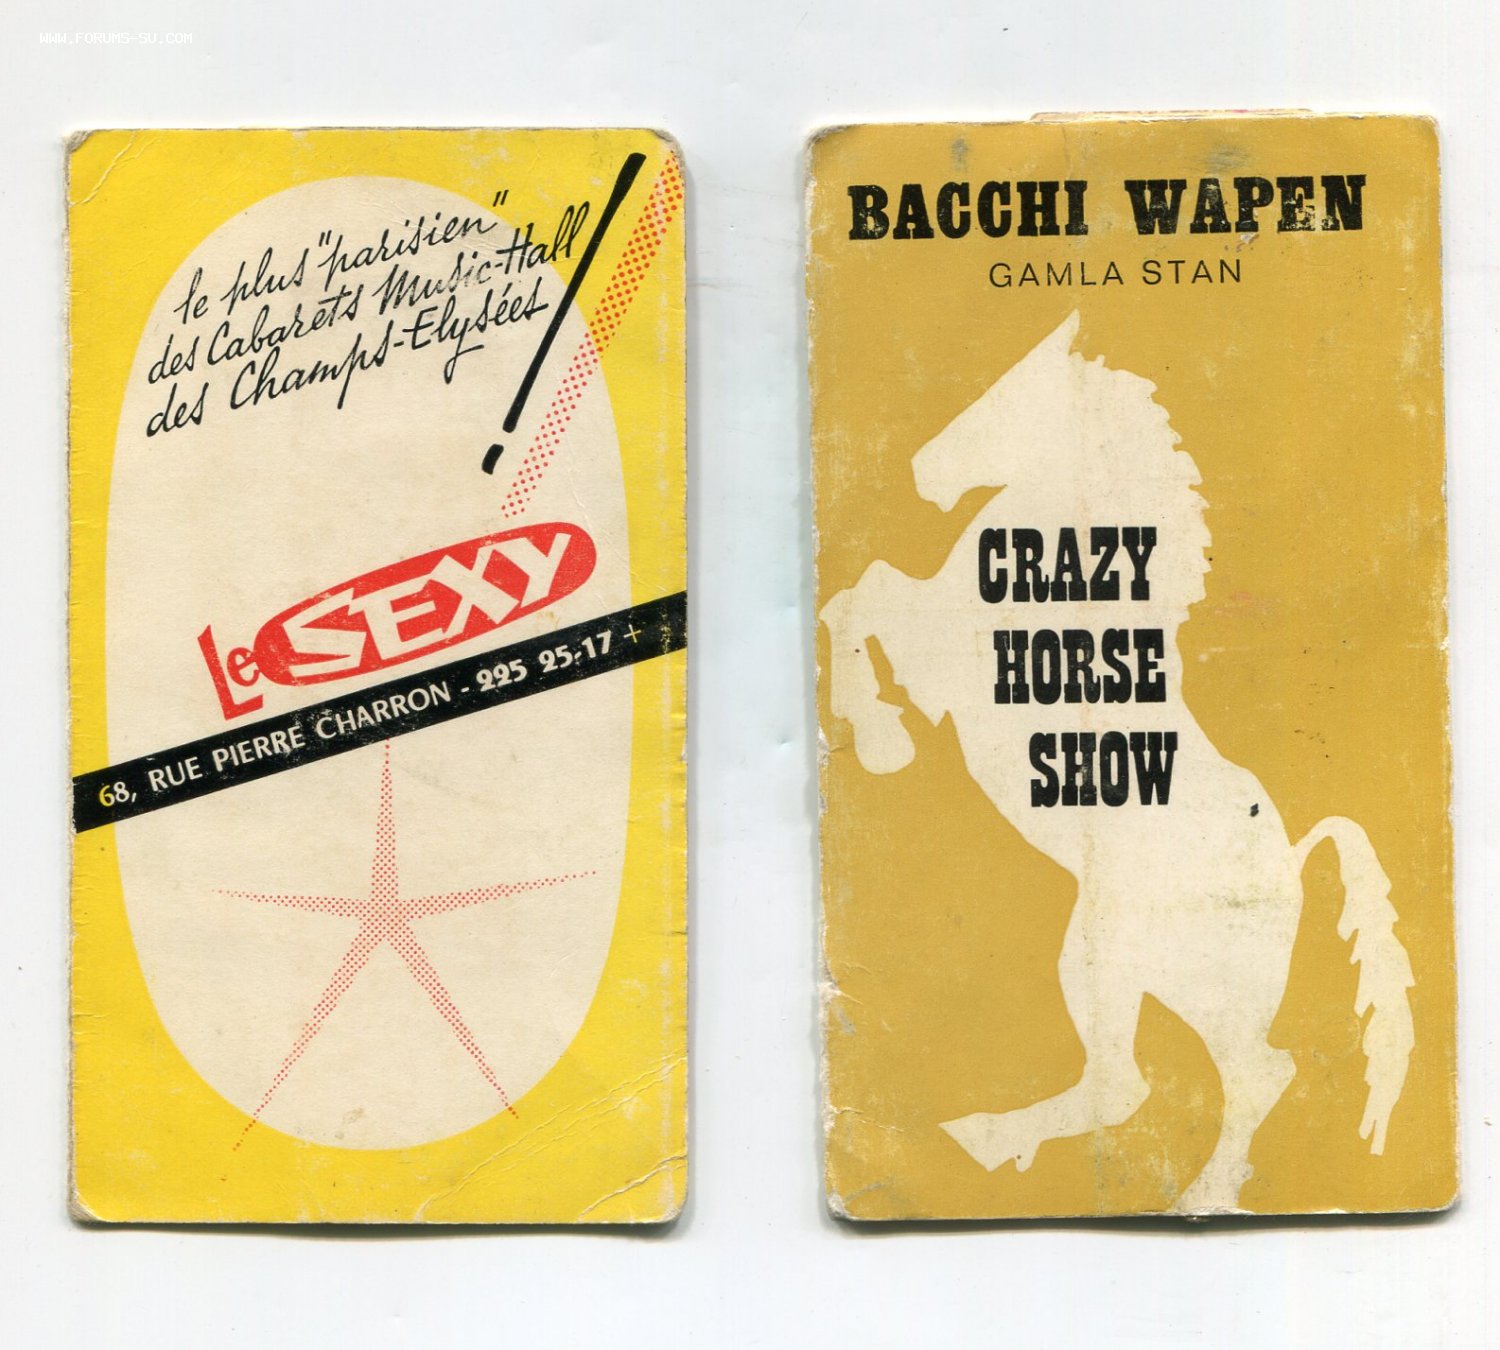 WWW.FORUMS-SU.COM
le plus "parisien"
des Cabarets Music-Hall
des Champs-Elysées !
Le SEXY
68, RUE PIERRE CHARRON - 225 25-17 +
BACCHI WAPEN
GAMLA STAN
CRAZY
HORSE
SHOW